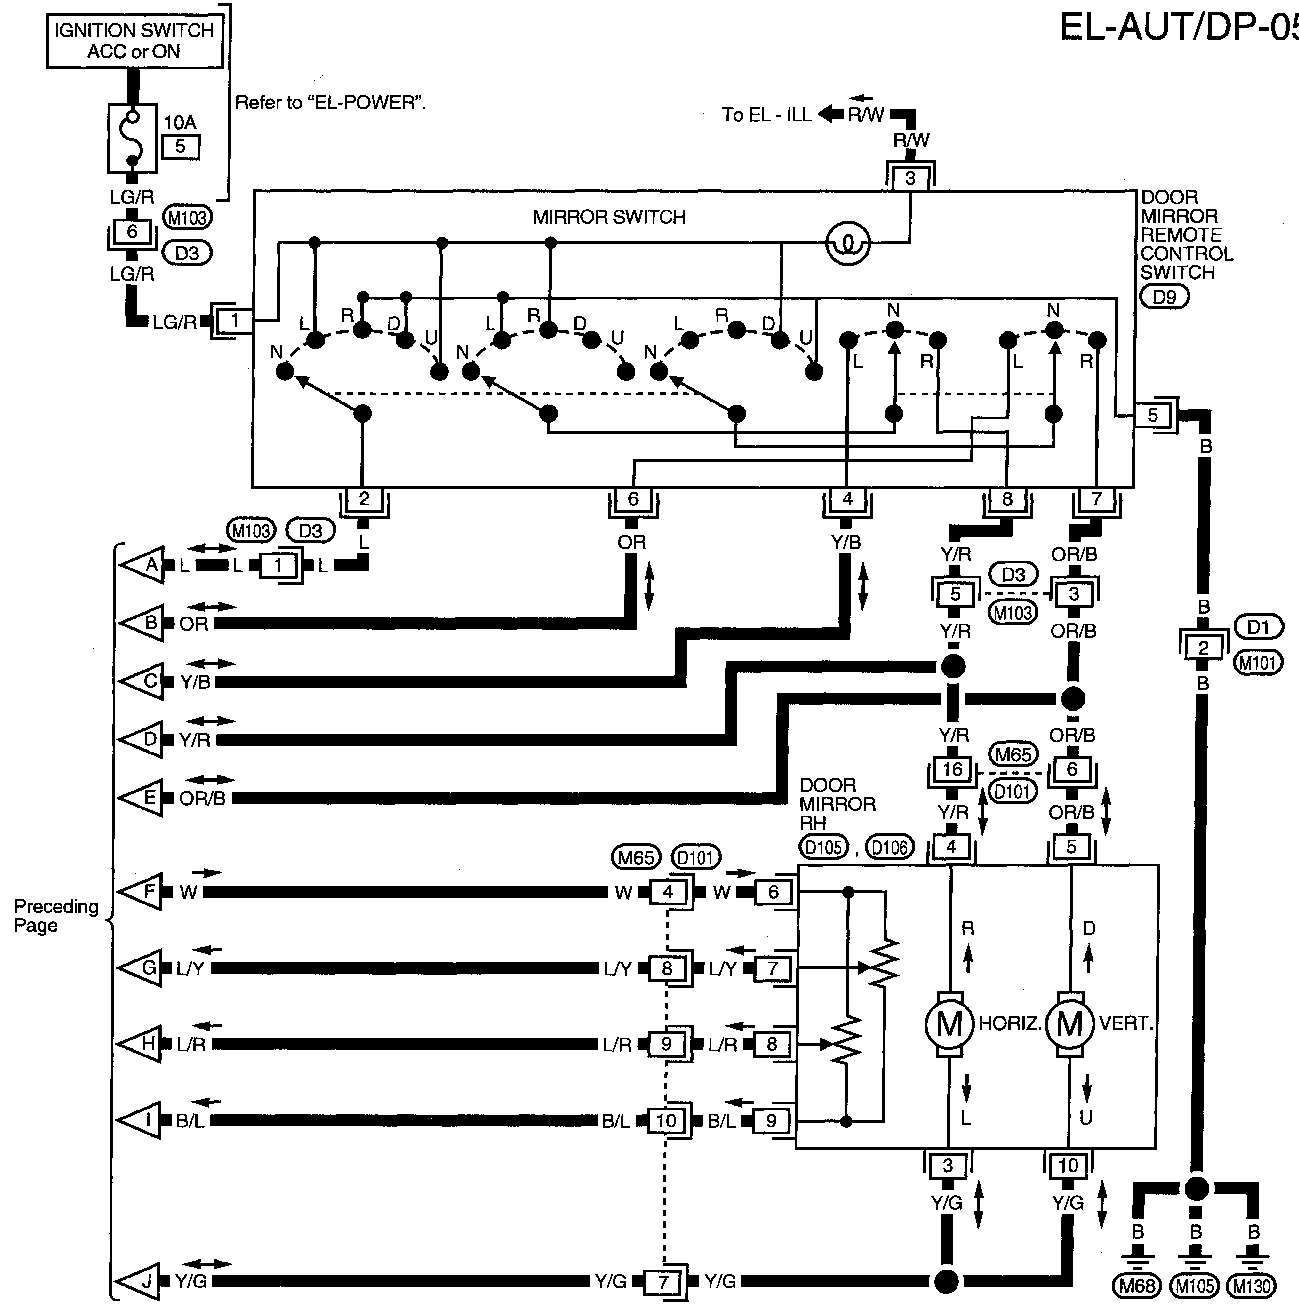 EL-AUT/DP-05
IGNITION SWITCH
ACC or ON
Refer to "EL-POWER".
10A
5
LG/R
6
M103
D3
LG/R
LG/R
1
To EL - ILL
R/W
R/W
3
MIRROR SWITCH
DOOR
MIRROR
REMOTE
CONTROL
SWITCH
D9
N L R D U
N L R D U
N L R D U
L N R
L N R
5
B
2
6
4
8
7
M103
D3
L
OR
Y/B
Y/R
OR/B
A L L 1 L
D3
5
3
M103
B OR
Y/R
OR/B
B
D1
2
M101
B
C Y/B
D Y/R
Y/R
OR/B
M65
16
6
D101
E OR/B
DOOR
MIRROR
RH
Y/R
OR/B
D105 , D106
4
5
M65
D101
F W W 4 W 6
Preceding
Page
R
D
G L/Y L/Y 8 L/Y 7
M HORIZ.
M VERT.
H L/R L/R 9 L/R 8
L
U
I B/L B/L 10 B/L 9
3
10
Y/G
Y/G
B B B
J Y/G Y/G 7 Y/G
M68
M105
M130